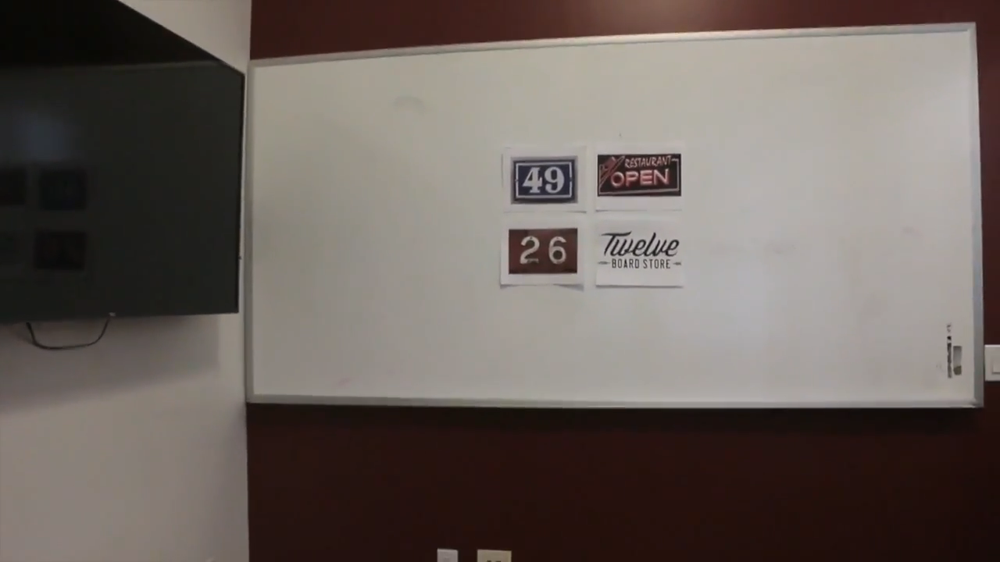 49
RESTAURANT
OPEN
26
Twelve
BOARD STORE